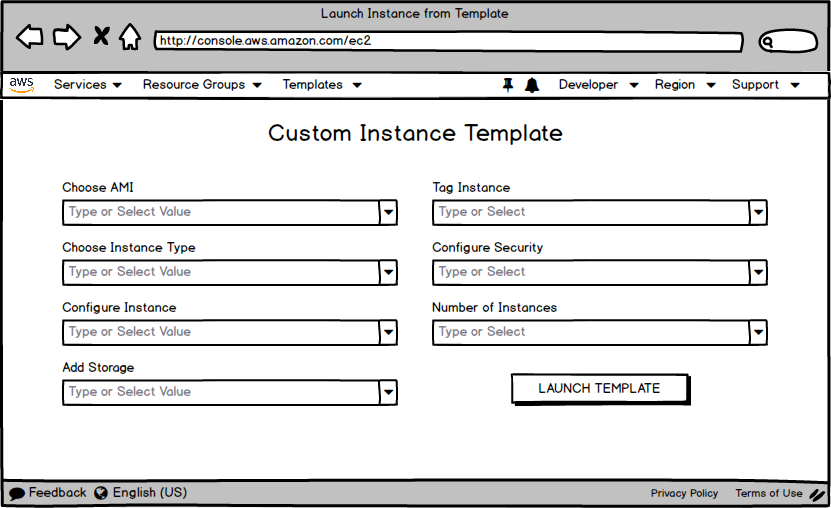 Launch Instance from Template
http://console.aws.amazon.com/ec2
aws Services Resource Groups Templates Developer Region Support
Custom Instance Template
Choose AMI
Type or Select Value
Choose Instance Type
Type or Select Value
Configure Instance
Type or Select Value
Add Storage
Type or Select Value
Tag Instance
Type or Select
Configure Security
Type or Select
Number of Instances
Type or Select
LAUNCH TEMPLATE
Feedback English (US) Privacy Policy Terms of Use